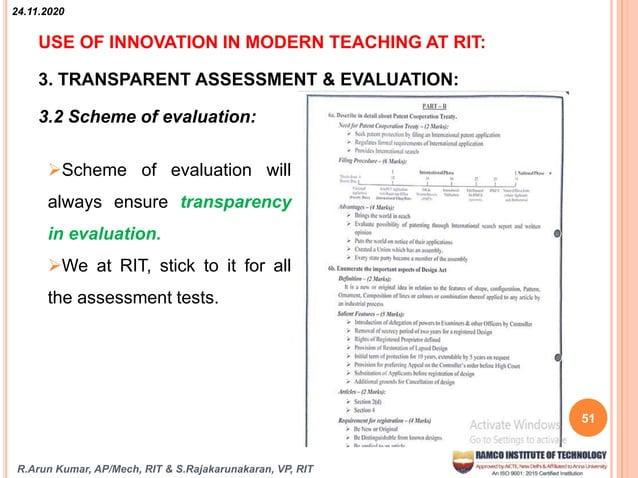 24.11.2020
USE OF INNOVATION IN MODERN TEACHING AT RIT:
3. TRANSPARENT ASSESSMENT & EVALUATION:
3.2 Scheme of evaluation:
➢Scheme of evaluation will
always ensure transparency
in evaluation.
➢We at RIT, stick to it for all
the assessment tests.
PART – B
6a. Describe in detail about Patent Cooperation Treaty.
Need for Patent Cooperation Treaty – (2 Marks):
➢ Seek patent protection by filing an International patent application
➢ Regulates formal requirements of International application
➢ Provides International search
Filing Procedure – (6 Marks):
International Phase
National Phase
Advantages – (4 Marks):
➢ Brings the world in reach
➢ Evaluate possibility of patenting through International search report and written
opinion
➢ Puts the world on notice of their applications
➢ Created a Union which has an assembly.
➢ Every state party became a member of the assembly
6b. Enumerate the important aspects of Design Act
Definition – (2 Marks):
It is a new or original idea in relation to the features of shape, configuration, Pattern,
Ornament, Composition of lines or colours or combination thereof applied to any article by
an industrial process
Salient Features – (5 Marks):
➢ Introduction of delegation of powers to Examiners & other Officers by Controller
➢ Removal of secrecy period of two years for a registered Design
➢ Rights of Registered Proprietor defined
➢ Provision of Restoration of Lapsed Design
➢ Initial term of protection for 10 years, extendable by 5 years on request
➢ Provision for preferring Appeal on the Controller's order before High Court
➢ Substitution of Applicants before registration of design
➢ Additional grounds for Cancellation of design
Articles – (2 Marks):
➢ Section 2(d)
➢ Section 4
Requirement for registration – (4 Marks)
➢ Be New or Original
➢ Be Distinguishable from known designs.
➢ Be applied to an article
51
Activate Windows
Go to Settings to activate
RAMCO INSTITUTE OF TECHNOLOGY
Approved by AICTE, New Delhi & Affiliated to Anna University
An ISO 9001: 2015 Certified Institution
R.Arun Kumar, AP/Mech, RIT & S.Rajakarunakaran, VP, RIT